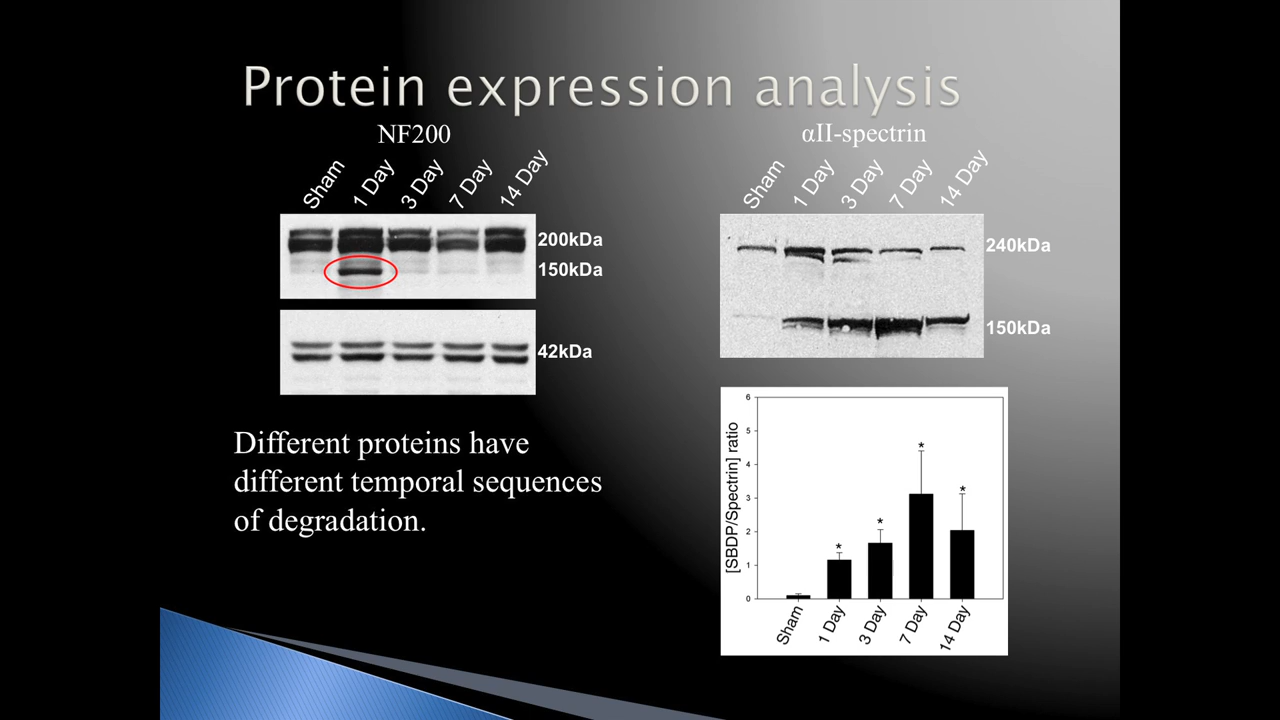 Protein expression analysis
NF200
Sham 1 Day 3 Day 7 Day 14 Day
200kDa
150kDa
42kDa
Different proteins have
different temporal sequences
of degradation.
αII-spectrin
Sham 1 Day 3 Day 7 Day 14 Day
240kDa
150kDa
[SBDP/Spectrin] ratio
6
5
4
3
2
1
0
* * * *
Sham 1 Day 3 Day 7 Day 14 Day